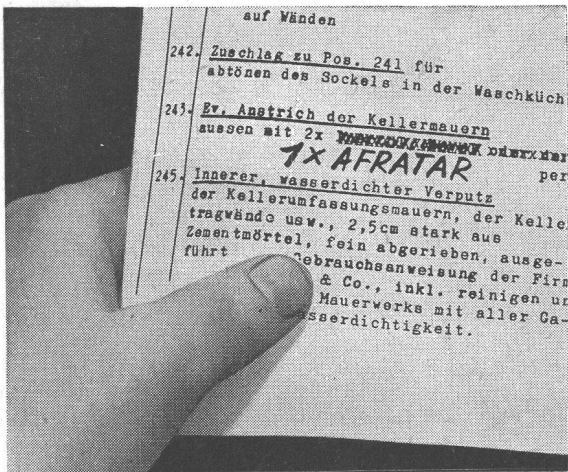 auf Wänden
242. Zuschlag zu Pos. 241 für
abtönen des Sockels in der Waschküch
243. Ev. Anstrich der Kellermauern
aussen mit 2x
1x AFRATAR
per
245. Innerer, wasserdichter Verputz
der Kellerumfassungsmauern, der Kelle
tragwände usw., 2,5cm stark aus
Zementmörtel, fein abgerieben, ausge-
führt Gebrauchsanweisung der Firm
& Co., inkl. reinigen un
Mauerwerks mit aller Ga-
asserdichtigkeit.